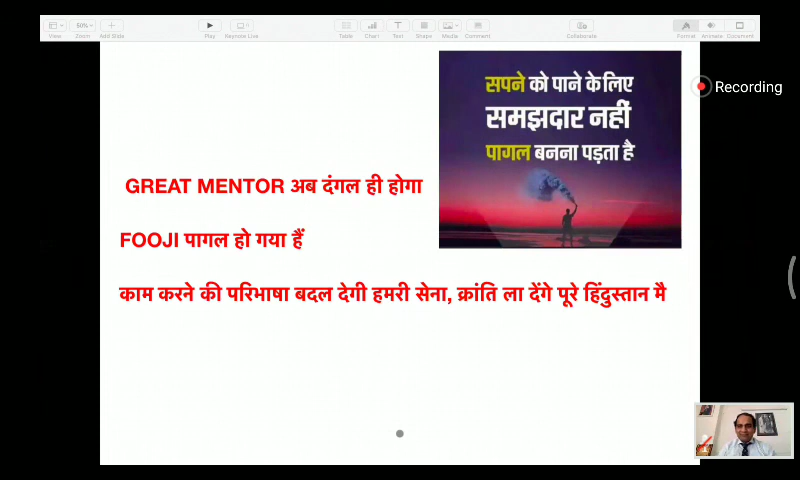 50%
View
Zoom
Add Slide
Play
Keynote Live
Table
Chart
Text
Shape
Media
Comment
Collaborate
Format
Animate
Document
सपने को पाने के लिए
समझदार नहीं
पागल बनना पड़ता है
Recording
GREAT MENTOR अब दंगल ही होगा
FOOJI पागल हो गया हैं
काम करने की परिभाषा बदल देगी हमरी सेना, क्रांति ला देंगे पूरे हिंदुस्तान मै